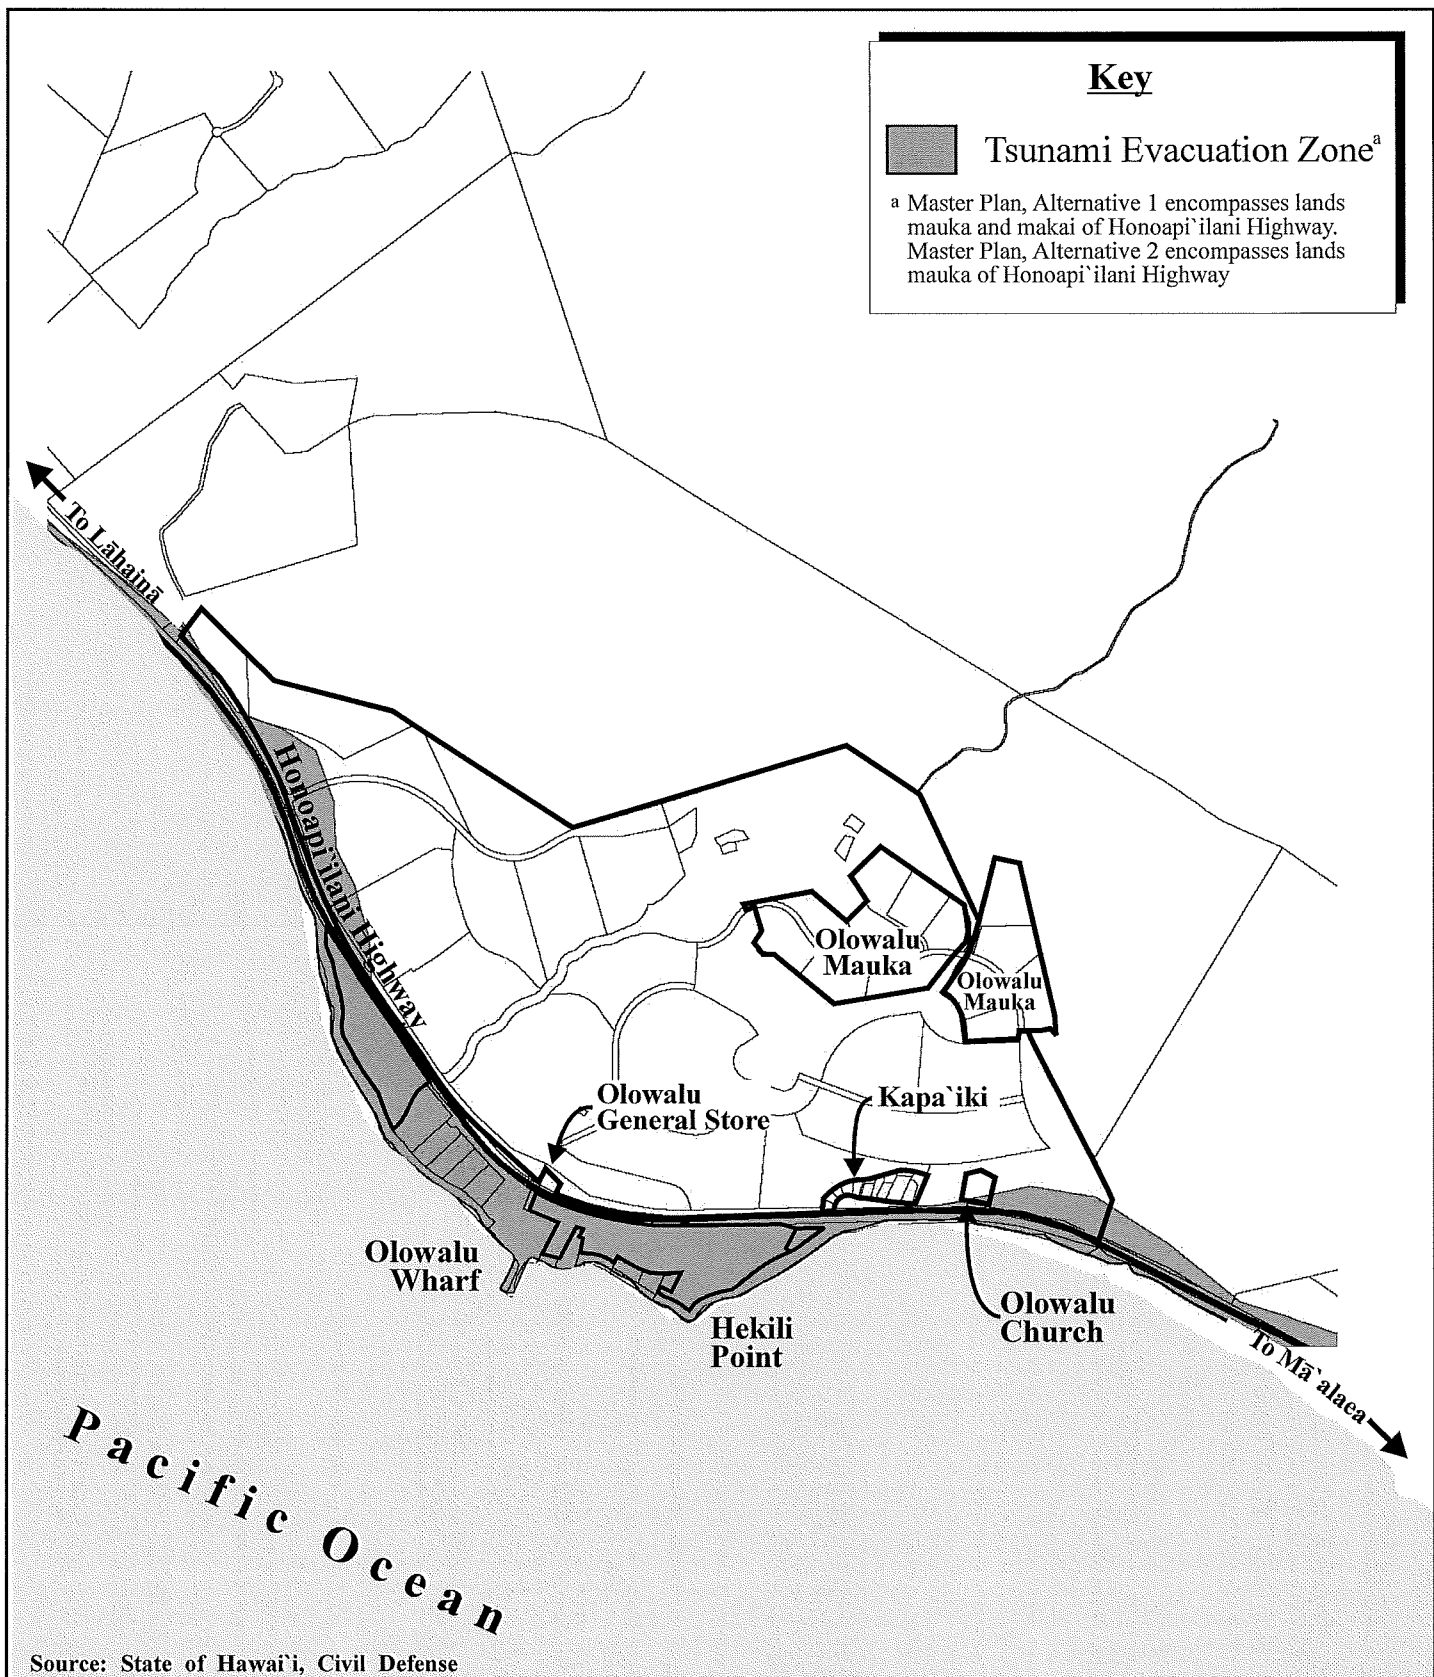 Key
Tsunami Evacuation Zoneª
a Master Plan, Alternative 1 encompasses lands
mauka and makai of Honoapi`ilani Highway.
Master Plan, Alternative 2 encompasses lands
mauka of Honoapi`ilani Highway
To Lāhainā
Honoapi`ilani Highway
Olowalu
Mauka
Olowalu
Mauka
Olowalu
General Store
Kapa`iki
Olowalu
Wharf
Hekili
Point
Olowalu
Church
To Mā`alaea
Pacific Ocean
Source: State of Hawai`i, Civil Defense